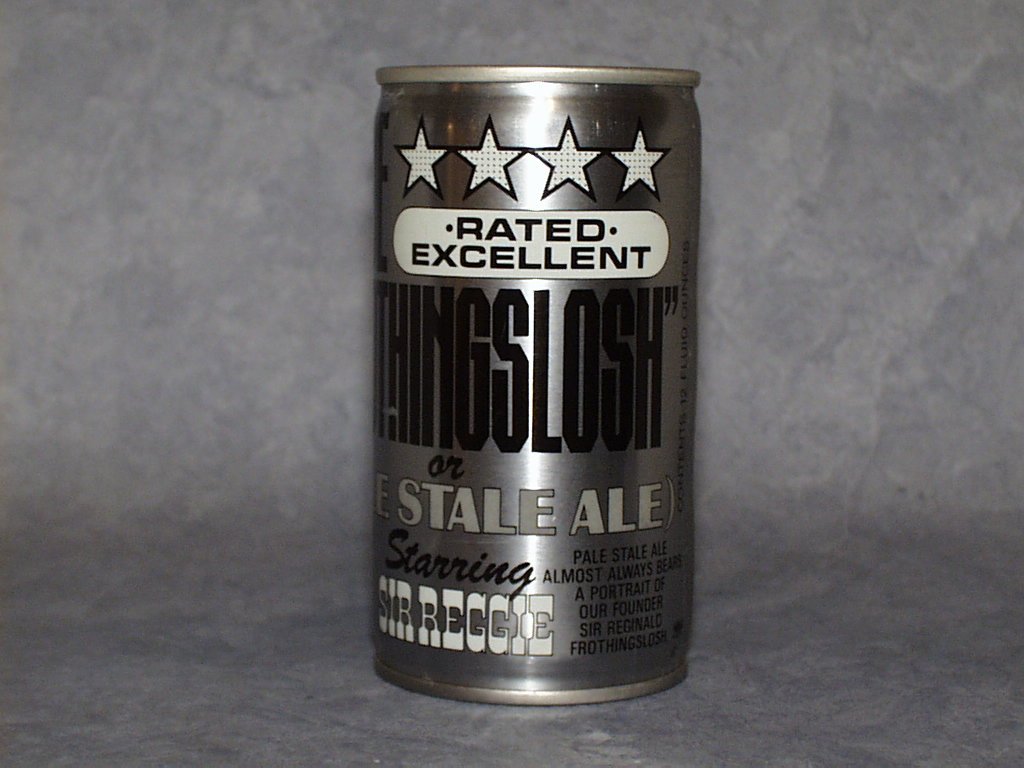 ·RATED·
EXCELLENT
THINGSLOSH"
or
E STALE ALE)
Starring
SIR REGGIE
PALE STALE ALE
ALMOST ALWAYS BEARS
A PORTRAIT OF
OUR FOUNDER
SIR REGINALD
FROTHINGSLOSH.
CONTENTS 12 FLUID OUNCES